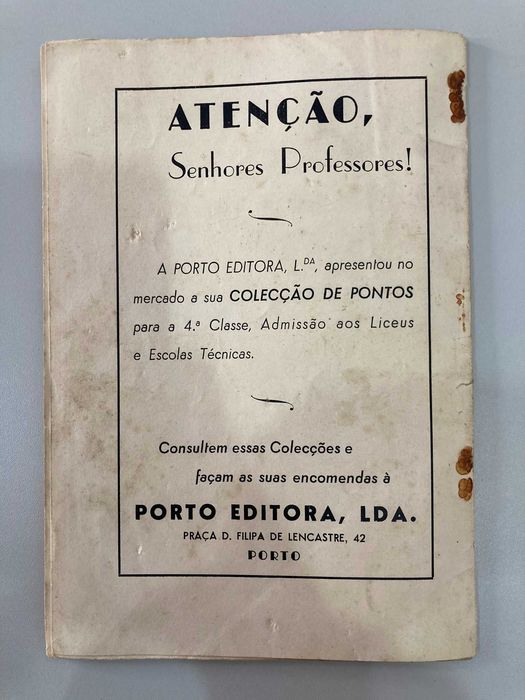 ATENÇÃO,
Senhores Professores!
A PORTO EDITORA, L.DA, apresentou no
mercado a sua COLECÇÃO DE PONTOS
para a 4.ª Classe, Admissão aos Liceus
e Escolas Técnicas.
Consultem essas Colecções e
façam as suas encomendas à
PORTO EDITORA, LDA.
PRAÇA D. FILIPA DE LENCASTRE, 42
PORTO